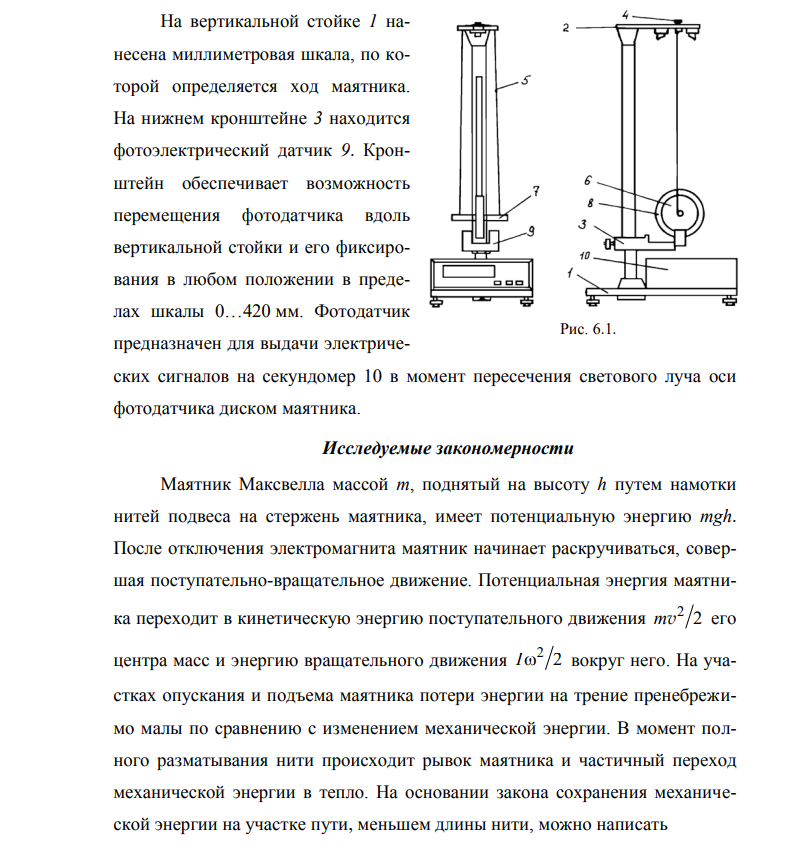 На вертикальной стойке 1 на-
несена миллиметровая шкала, по ко-
торой определяется ход маятника.
На нижнем кронштейне 3 находится
фотоэлектрический датчик 9. Крон-
штейн обеспечивает возможность
перемещения фотодатчика вдоль
вертикальной стойки и его фиксиро-
вания в любом положении в преде-
лах шкалы 0…420 мм. Фотодатчик
предназначен для выдачи электриче-
5
7
9
4
2
6
8
3
10
1
Рис. 6.1.
ских сигналов на секундомер 10 в момент пересечения светового луча оси
фотодатчика диском маятника.
Исследуемые закономерности
Маятник Максвелла массой m, поднятый на высоту h путем намотки
нитей подвеса на стержень маятника, имеет потенциальную энергию mgh.
После отключения электромагнита маятник начинает раскручиваться, совер-
шая поступательно-вращательное движение. Потенциальная энергия маятни-
ка переходит в кинетическую энергию поступательного движения mv²/2 его
центра масс и энергию вращательного движения Iω²/2 вокруг него. На уча-
стках опускания и подъема маятника потери энергии на трение пренебрежи-
мо малы по сравнению с изменением механической энергии. В момент пол-
ного разматывания нити происходит рывок маятника и частичный переход
механической энергии в тепло. На основании закона сохранения механиче-
ской энергии на участке пути, меньшем длины нити, можно написать